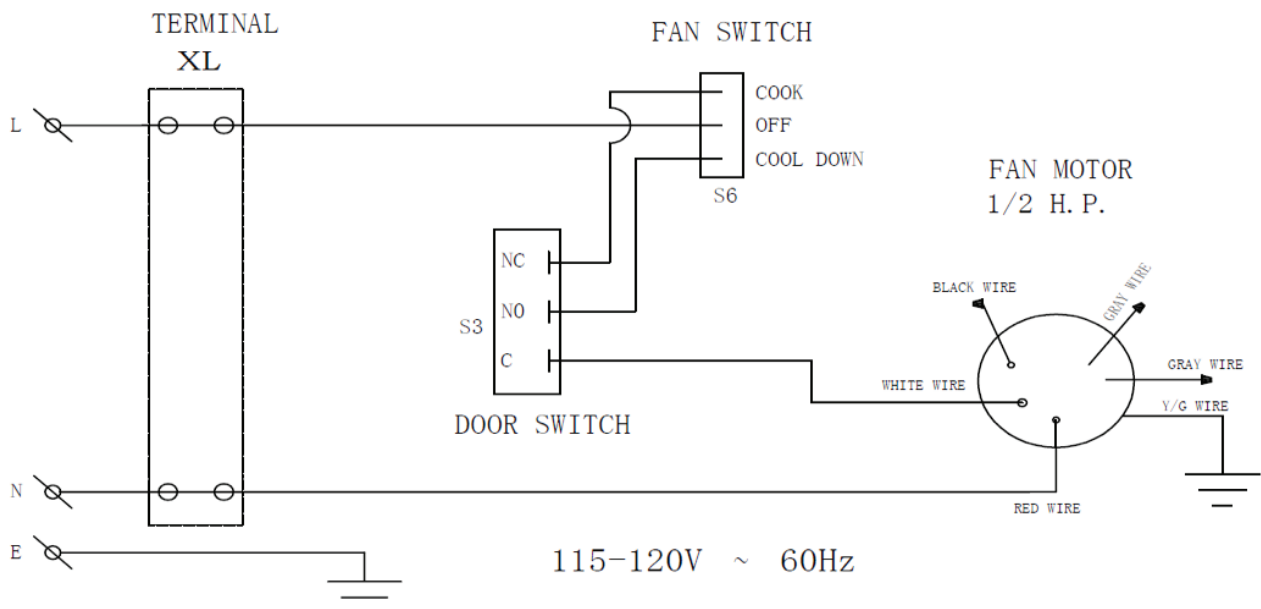 TERMINAL
XL
FAN SWITCH
COOK
L
OFF
COOL DOWN
S6
FAN MOTOR
1/2 H.P.
NC
BLACK WIRE
GRAY WIRE
NO
S3
C
GRAY WIRE
WHITE WIRE
Y/G WIRE
DOOR SWITCH
N
RED WIRE
E
115-120V ~ 60Hz